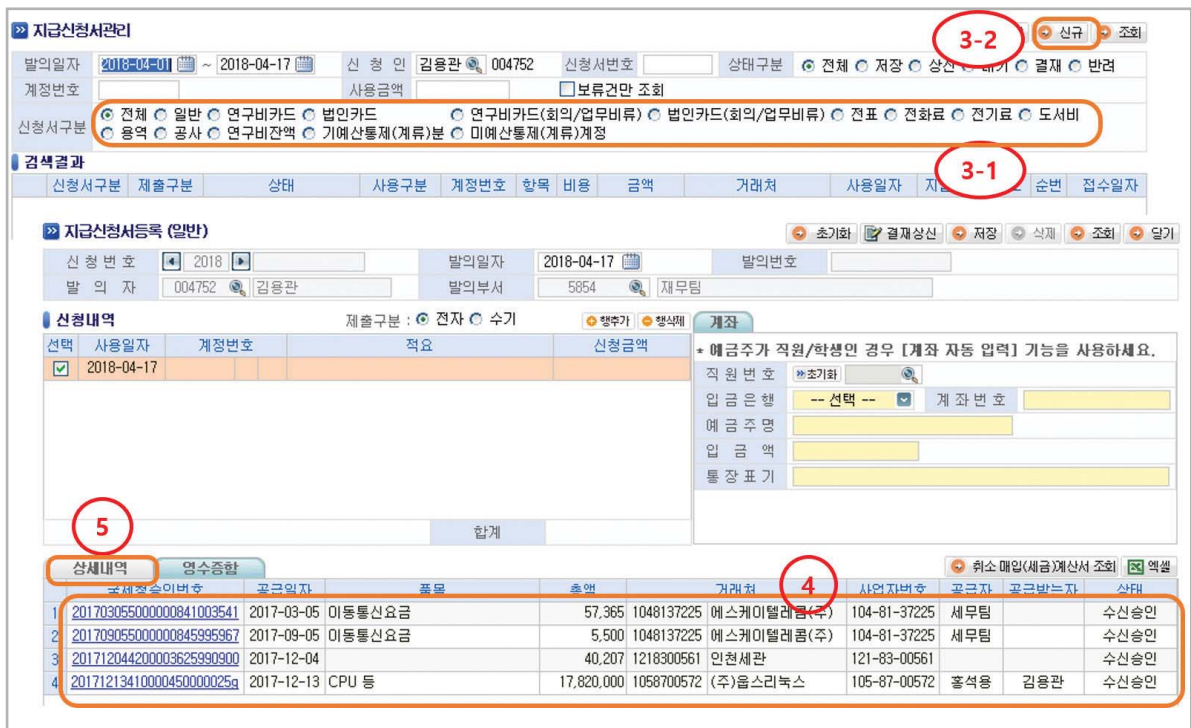 지급신청서관리
3-2 신규 조회
발의일자 2018-04-01 ~ 2018-04-17 신 청 인 김용관 004752 신청서번호 상태구분 전체 저장 상신 대기 결재 반려
계정번호 사용금액 보류건만 조회
신청서구분 전체 일반 연구비카드 법인카드 연구비카드(회의/업무비류) 법인카드(회의/업무비류) 전표 전화료 전기료 도서비
용역 공사 연구비잔액 기예산통제(계류)분 미예산통제(계류)계정
검색결과
3-1
신청서구분 제출구분 상태 사용구분 계정번호 항목 비용 금액 거래처 사용일자 순번 접수일자
지급신청서등록 (일반) 초기화 결재상신 저장 삭제 조회 닫기
신 청 번 호 2018 발의일자 2018-04-17 발의번호
발 의 자 004752 김용관 발의부서 5854 재무팀
신청내역 제출구분 : 전자 수기 행추가 행삭제 계좌
선택 사용일자 계정번호 적요 신청금액
2018-04-17
합계
* 예금주가 직원/학생인 경우 [계좌 자동 입력] 기능을 사용하세요.
직 원 번 호 초기화
입 금 은 행 -- 선택 -- 계 좌 번 호
예 금 주 명
입 금 액
통 장 표 기
5
상세내역 영수증함 취소 매입(세금)계산서 조회 엑셀
4
국세청승인번호 공급일자 품목 총액 거래처 사업자번호 공급자 공급받는자 상태
1 201703055000000841003541 2017-03-05 이동통신요금 57,365 1048137225 에스케이텔레콤(주) 104-81-37225 세무팀 수신승인
2 201709055000000845995967 2017-09-05 이동통신요금 5,500 1048137225 에스케이텔레콤(주) 104-81-37225 세무팀 수신승인
3 201712044200003625990900 2017-12-04 40,207 1218300561 인천세관 121-83-00561 수신승인
4 20171213410000450000025q 2017-12-13 CPU 등 17,820,000 1058700572 (주)웁스리눅스 105-87-00572 홍석용 김용관 수신승인